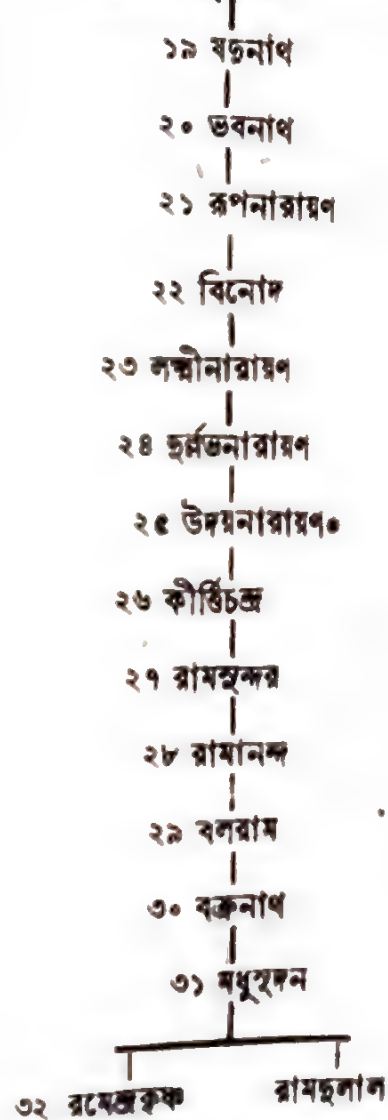 ১৯ ষড়নাথ
২০ ভবনাথ
২১ রূপনারায়ণ
২২ বিনোদ
২৩ লক্ষ্মীনারায়ণ
২৪ দুর্ল্লভনারায়ণ
২৫ উদয়নারায়ণ*
২৬ কীর্ত্তিচন্দ্র
২৭ রামসুন্দর
২৮ রামানন্দ
২৯ বলরাম
৩০ বক্রনাথ
৩১ মধুসূদন
৩২ রমেন্দ্রকৃষ্ণ রামদুলাল